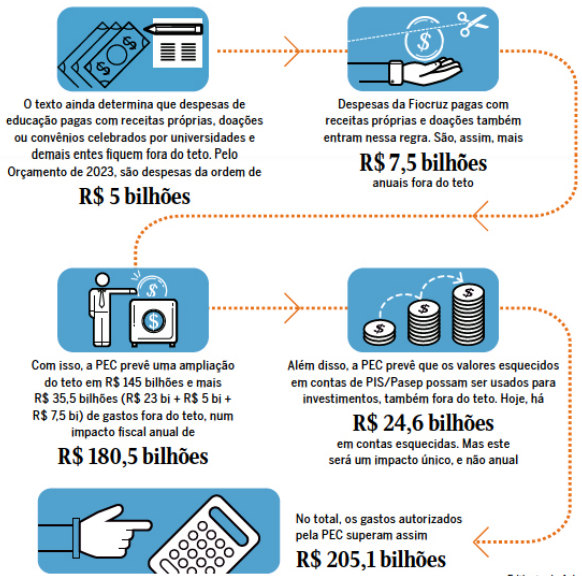 O texto ainda determina que despesas de
educação pagas com receitas próprias, doações
ou convênios celebrados por universidades e
demais entes fiquem fora do teto. Pelo
Orçamento de 2023, são despesas da ordem de
R$ 5 bilhões
Despesas da Fiocruz pagas com
receitas próprias e doações também
entram nessa regra. São, assim, mais
R$ 7,5 bilhões
anuais fora do teto
Com isso, a PEC prevê uma ampliação
do teto em R$ 145 bilhões e mais
R$ 35,5 bilhões (R$ 23 bi + R$ 5 bi +
R$ 7,5 bi) de gastos fora do teto, num
impacto fiscal anual de
R$ 180,5 bilhões
Além disso, a PEC prevê que os valores esquecidos
em contas de PIS/Pasep possam ser usados para
investimentos, também fora do teto. Hoje, há
R$ 24,6 bilhões
em contas esquecidas. Mas este
será um impacto único, e não anual
No total, os gastos autorizados
pela PEC superam assim
R$ 205,1 bilhões